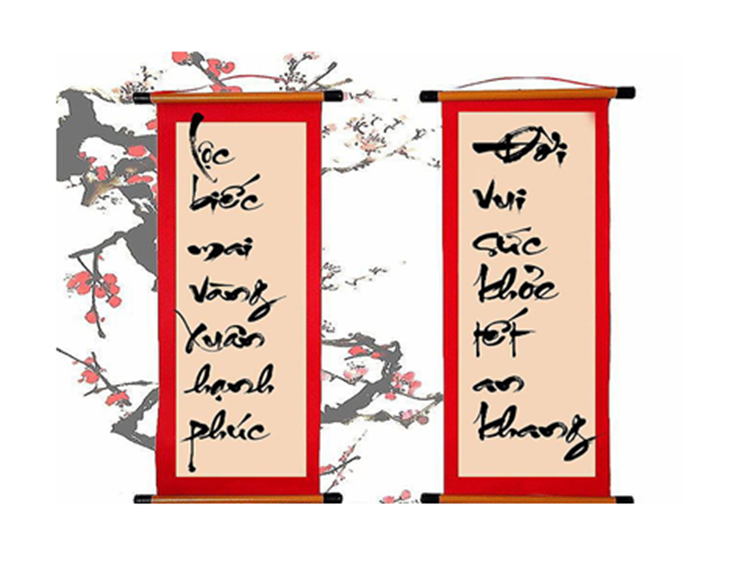 Lộc
biếc
mai
vàng
Xuân
hạnh
phúc
Đời
vui
sức
khỏe
tết
an
khang